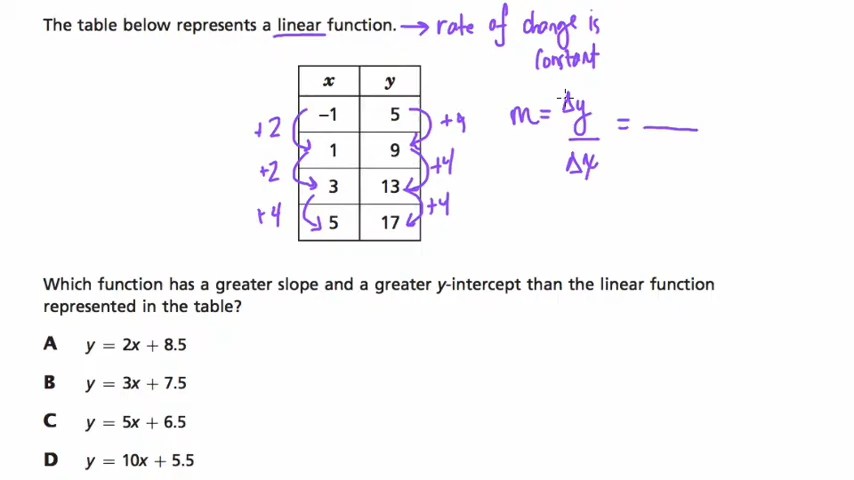 The table below represents a linear function. → rate of change is
constant
x y
−1 5
1 9
3 13
5 17
+2
+2
+4
+4
+4
+4
m = Δy / Δx = ___
Which function has a greater slope and a greater y-intercept than the linear function
represented in the table?
A y = 2x + 8.5
B y = 3x + 7.5
C y = 5x + 6.5
D y = 10x + 5.5